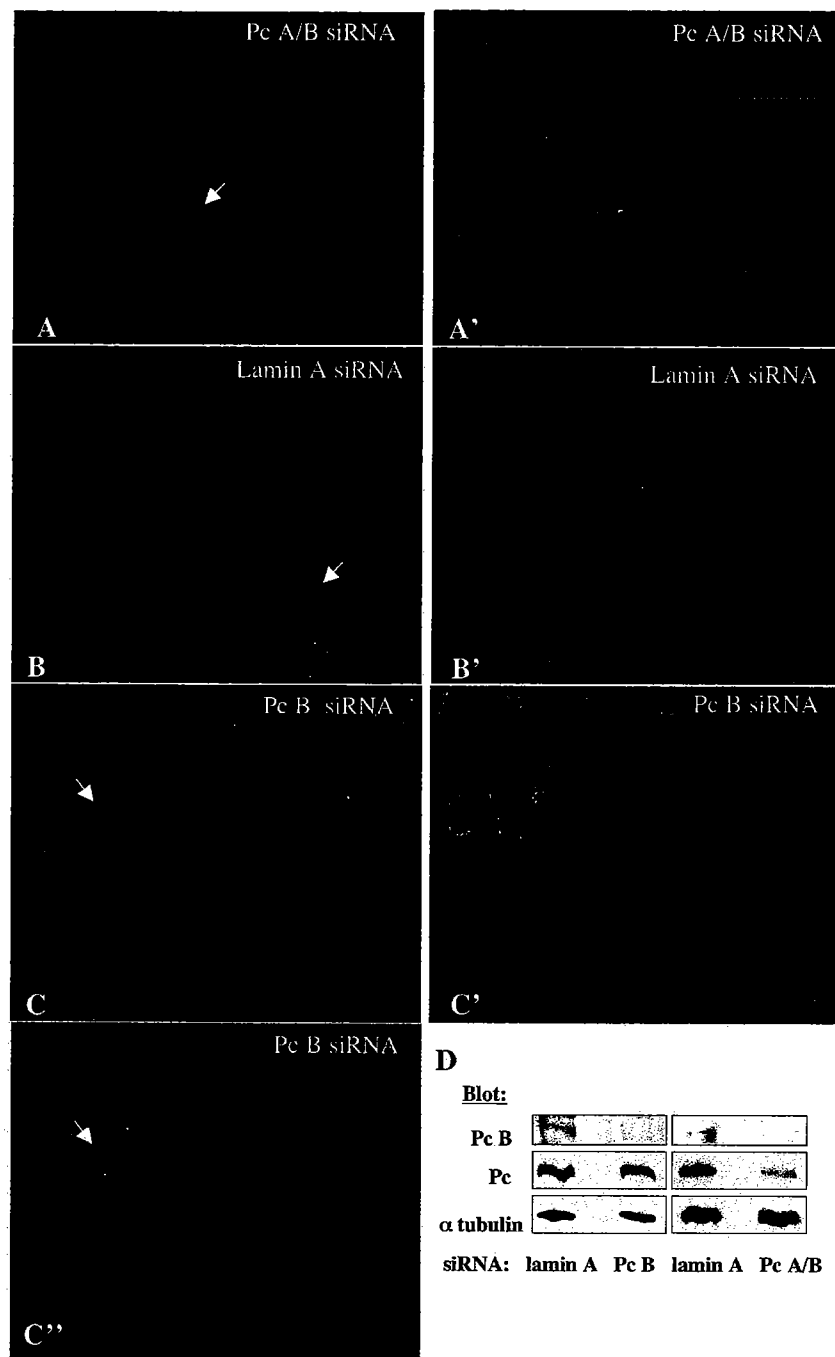 Pc A/B siRNA
A
Pc A/B siRNA
A’
Lamin A siRNA
B
Lamin A siRNA
B’
Pc B siRNA
C
Pc B siRNA
C’
Pc B siRNA
C’’
D
Blot:
Pc B
Pc
α tubulin
siRNA: lamin A Pc B lamin A Pc A/B